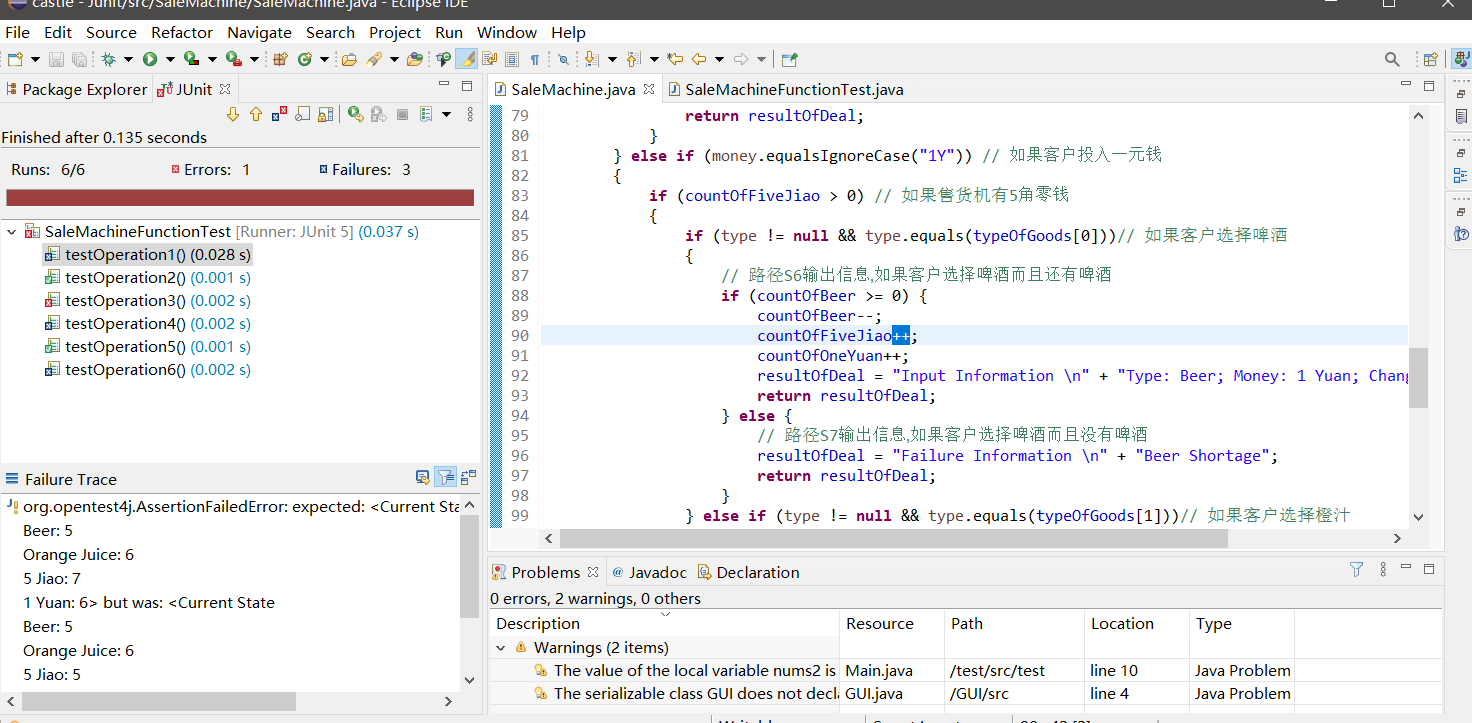 castle - Junit/src/SaleMachine/SaleMachine.java - Eclipse IDE
File Edit Source Refactor Navigate Search Project Run Window Help
Package Explorer JUnit
Finished after 0.135 seconds
Runs: 6/6 Errors: 1 Failures: 3
SaleMachineFunctionTest [Runner: JUnit 5] (0.037 s)
testOperation1() (0.028 s)
testOperation2() (0.001 s)
testOperation3() (0.002 s)
testOperation4() (0.002 s)
testOperation5() (0.001 s)
testOperation6() (0.002 s)
Failure Trace
org.opentest4j.AssertionFailedError: expected: <Current Sta
Beer: 5
Orange Juice: 6
5 Jiao: 7
1 Yuan: 6> but was: <Current State
Beer: 5
Orange Juice: 6
5 Jiao: 5
SaleMachine.java SaleMachineFunctionTest.java
79 return resultOfDeal;
80 }
81 } else if (money.equalsIgnoreCase("1Y")) // 如果客户投入一元钱
82 {
83 if (countOfFiveJiao > 0) // 如果售货机有5角零钱
84 {
85 if (type != null && type.equals(typeOfGoods[0]))// 如果客户选择啤酒
86 {
87 // 路径S6输出信息,如果客户选择啤酒而且还有啤酒
88 if (countOfBeer >= 0) {
89 countOfBeer--;
90 countOfFiveJiao++;
91 countOfOneYuan++;
92 resultOfDeal = "Input Information \n" + "Type: Beer; Money: 1 Yuan; Chang
93 return resultOfDeal;
94 } else {
95 // 路径S7输出信息,如果客户选择啤酒而且没有啤酒
96 resultOfDeal = "Failure Information \n" + "Beer Shortage";
97 return resultOfDeal;
98 }
99 } else if (type != null && type.equals(typeOfGoods[1]))// 如果客户选择橙汁
Problems @ Javadoc Declaration
0 errors, 2 warnings, 0 others
Description Resource Path Location Type
Warnings (2 items)
The value of the local variable nums2 is Main.java /test/src/test line 10 Java Problem
The serializable class GUI does not decla GUI.java /GUI/src line 4 Java Problem